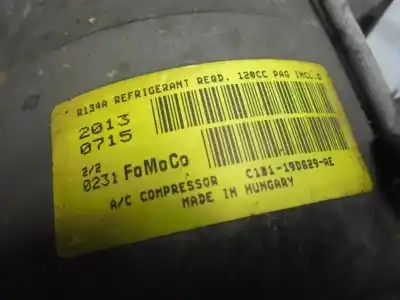 R134A REFRIGERANT REQD. 120CC PAG INCL.
2013
0715
2/2
0231 FoMoCo
A/C COMPRESSOR C1B1-19D629-AE
MADE IN HUNGARY